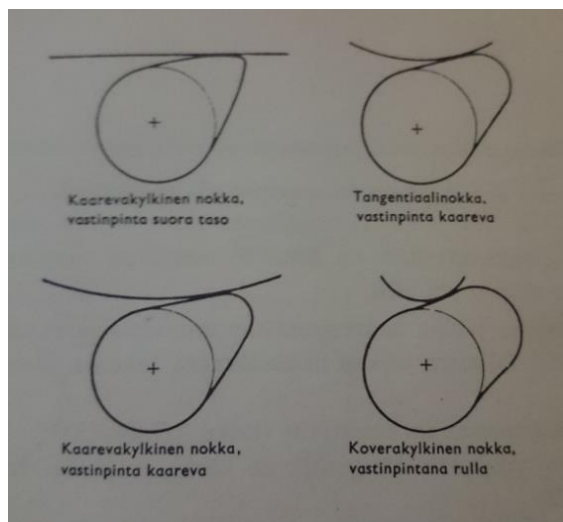 Kaarevakylkinen nokka,
vastinpinta suora taso
Tangentiaalinokka,
vastinpinta kaareva
Kaarevakylkinen nokka,
vastinpinta kaareva
Koverakylkinen nokka,
vastinpintana rulla